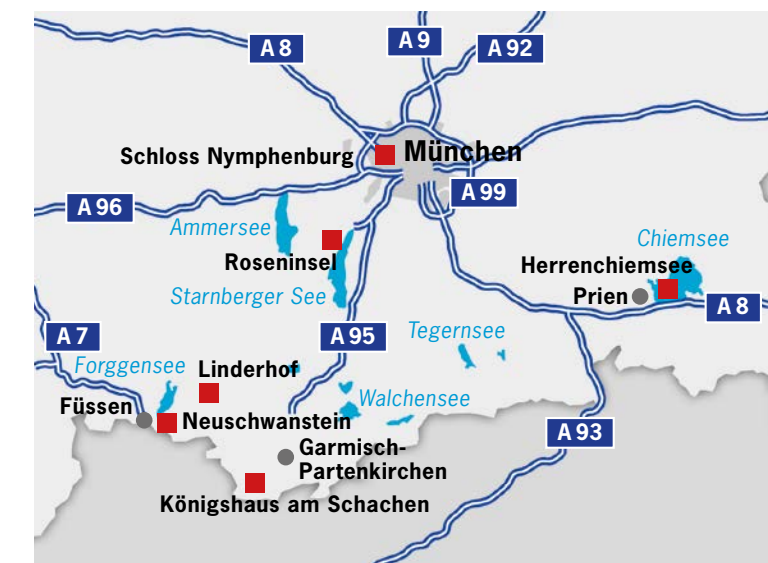 A 8
A 9
A 92
Schloss Nymphenburg
München
A 99
A 96
Ammersee
Roseninsel
Starnberger See
Chiemsee
Herrenchiemsee
Prien
A 8
A 7
A 95
Tegernsee
Forggensee
Linderhof
Walchensee
Füssen
Neuschwanstein
A 93
Garmisch-
Partenkirchen
Königshaus am Schachen